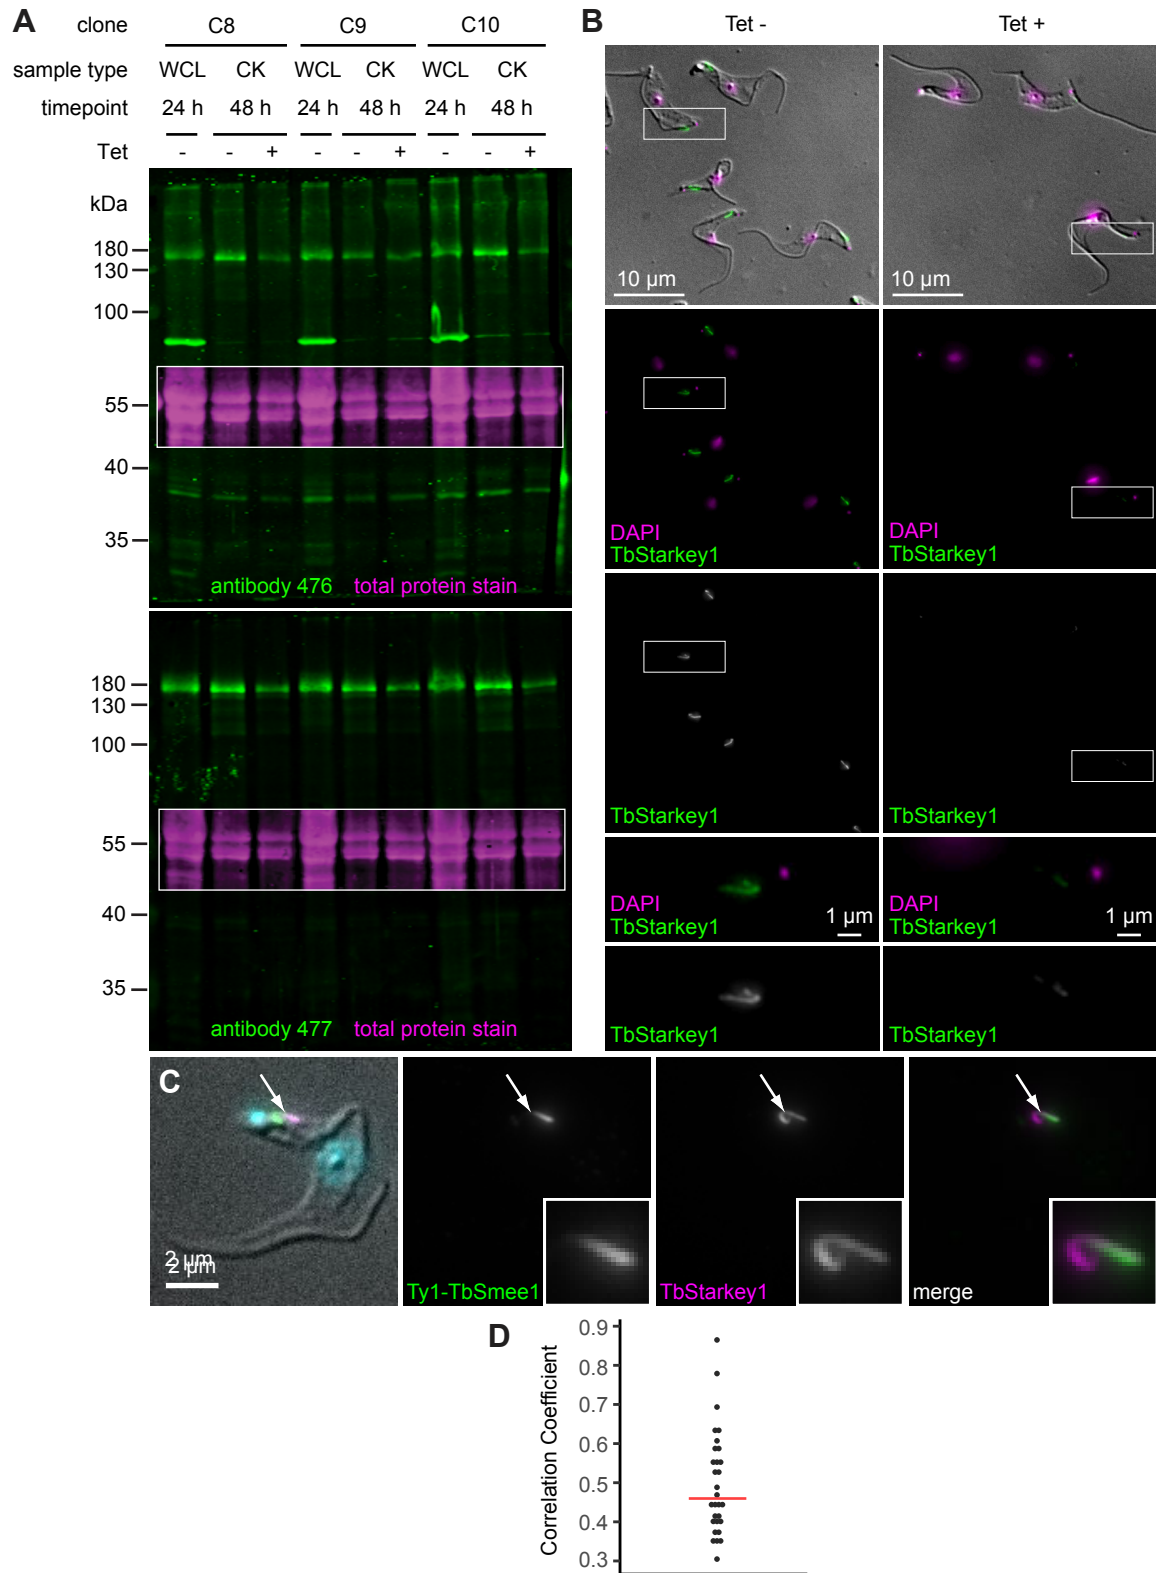 A
clone C8 C9 C10
sample type WCL CK WCL CK WCL CK
timepoint 24 h 48 h 24 h 48 h 24 h 48 h
Tet - - + - - + - - +
kDa
180
130
100
55
40
35
antibody 476 total protein stain
180
130
100
55
40
35
antibody 477 total protein stain
B
Tet - Tet +
10 µm 10 µm
DAPI DAPI
TbStarkey1 TbStarkey1
TbStarkey1 TbStarkey1
DAPI DAPI
TbStarkey1 1 µm TbStarkey1 1 µm
TbStarkey1 TbStarkey1
C
2 µm
2 µm
Ty1-TbSmee1 TbStarkey1 merge
D
Correlation Coefficient
0.9
0.8
0.7
0.6
0.5
0.4
0.3